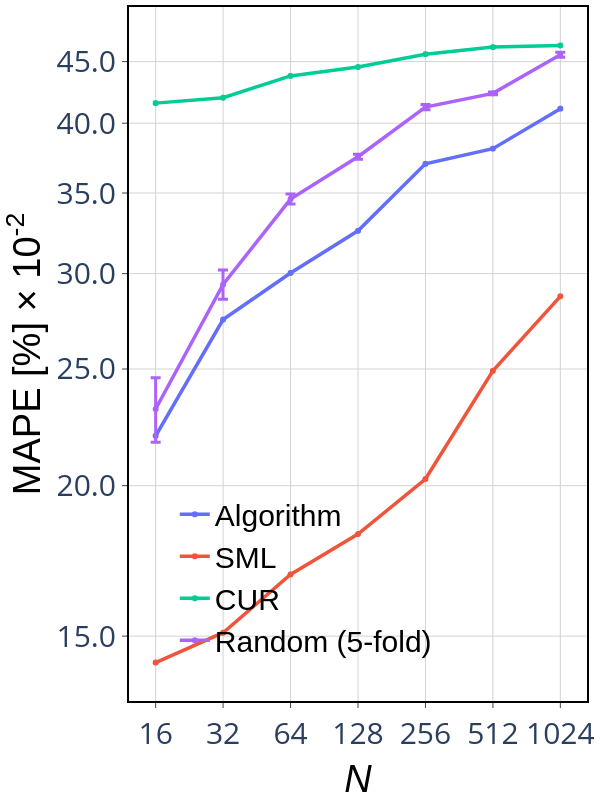 MAPE [%] × 10⁻²
45.0
40.0
35.0
30.0
25.0
20.0
15.0
Algorithm
SML
CUR
Random (5-fold)
16 32 64 128 256 512 1024
N